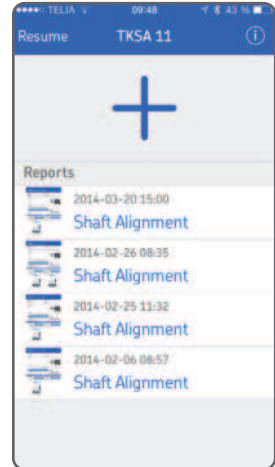 TELIA 09:48 43 %
Resume TKSA 11
Reports
2014-03-20 15:00
Shaft Alignment
2014-02-26 08:35
Shaft Alignment
2014-02-25 11:32
Shaft Alignment
2014-02-06 08:57
Shaft Alignment